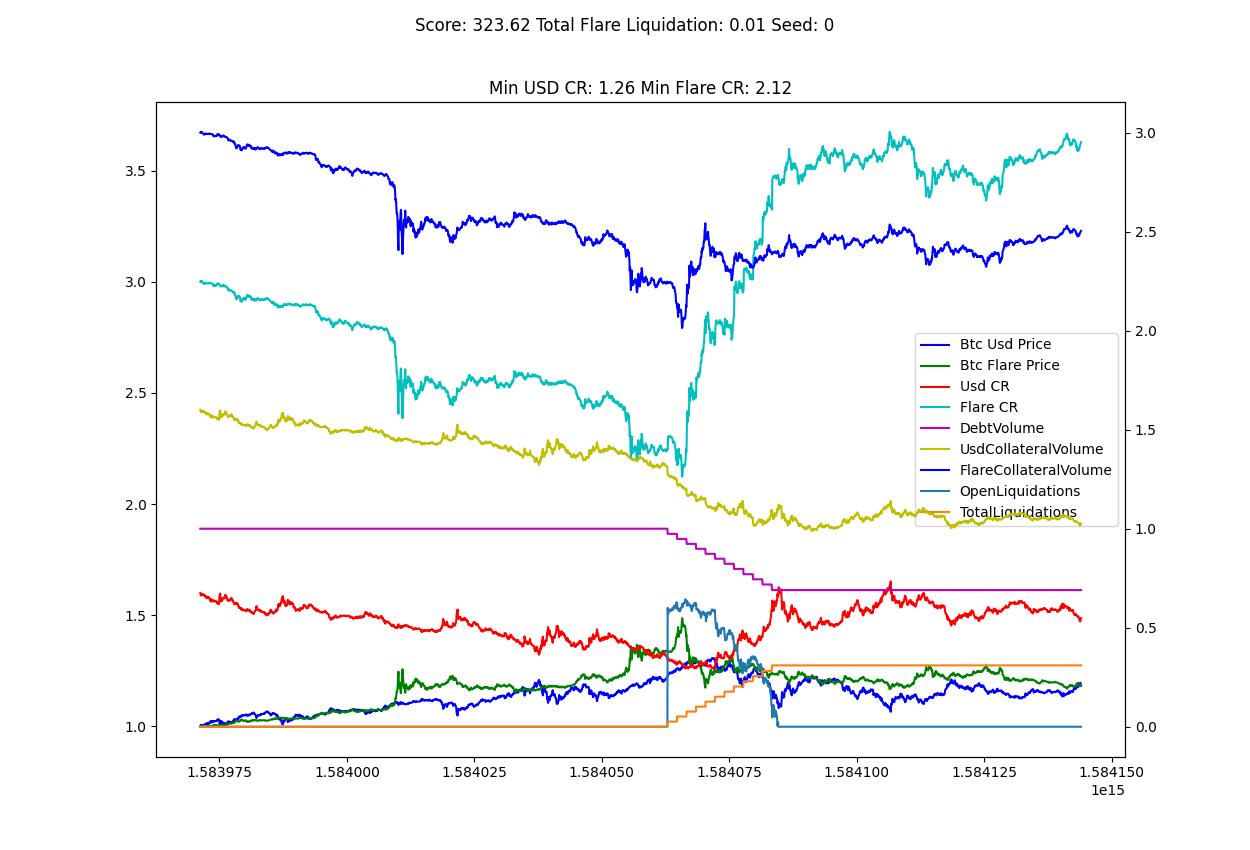 Score: 323.62 Total Flare Liquidation: 0.01 Seed: 0
Min USD CR: 1.26 Min Flare CR: 2.12
3.5
3.0
2.5
2.0
1.5
1.0
3.0
2.5
2.0
1.5
1.0
0.5
0.0
Btc Usd Price
Btc Flare Price
Usd CR
Flare CR
DebtVolume
UsdCollateralVolume
FlareCollateralVolume
OpenLiquidations
TotalLiquidations
1.583975 1.584000 1.584025 1.584050 1.584075 1.584100 1.584125 1.584150
1e15